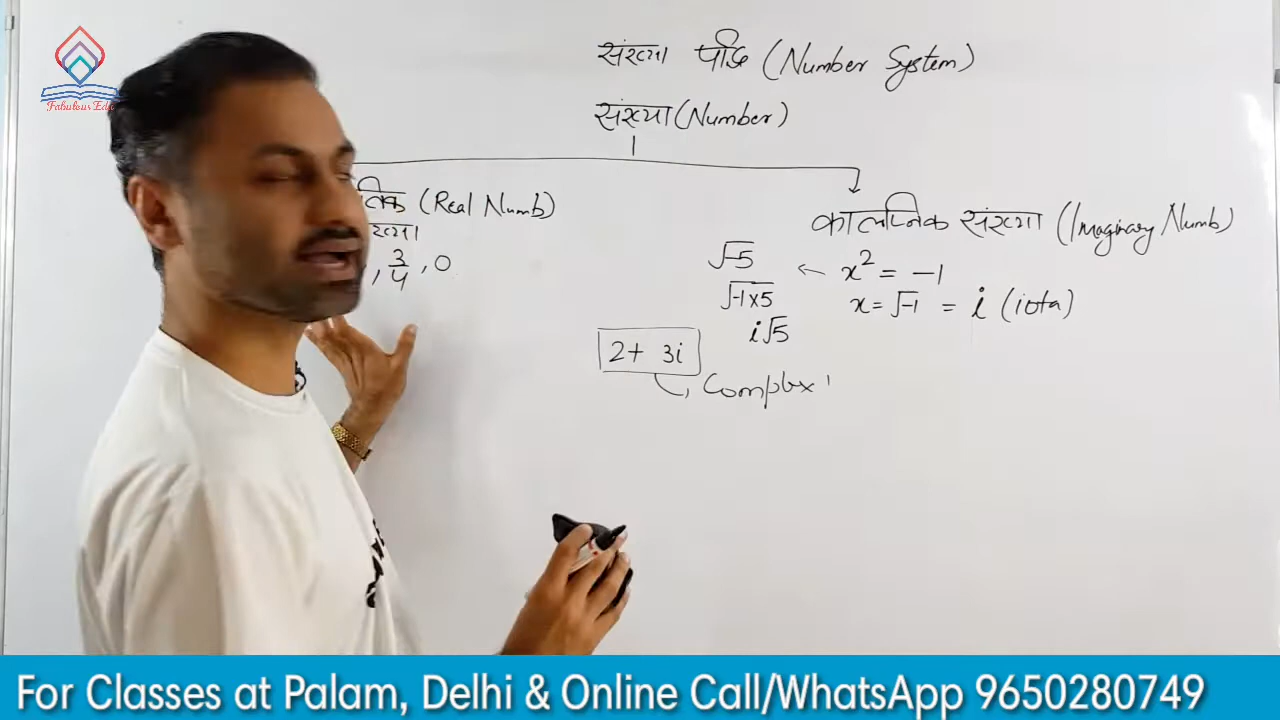 Fabulous Edu
संख्या पद्धि (Number System)
संख्या (Number)
तविक (Real Numb)
ख्या
, 3/4 , 0
काल्पनिक संख्या (Imaginary Numb)
√-5 ← x² = -1
√-1×5 x = √-1 = i (iota)
i√5
2 + 3i
Complex
For Classes at Palam, Delhi & Online Call/WhatsApp 9650280749